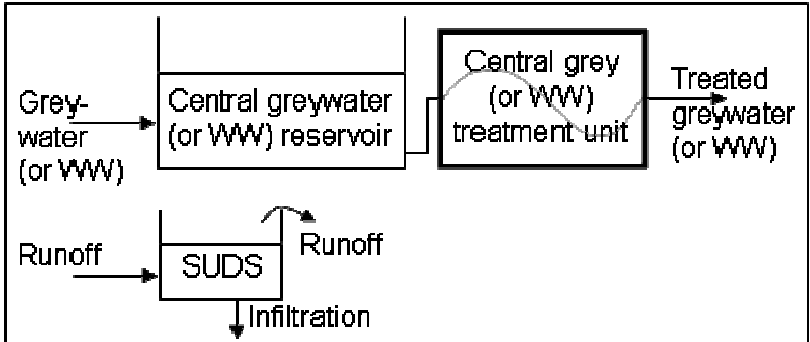 Grey-
water
(or WW)
Central greywater
(or WW) reservoir
Central grey
(or WW)
treatment unit
Treated
greywater
(or WW)
Runoff
SUDS
Runoff
Infiltration